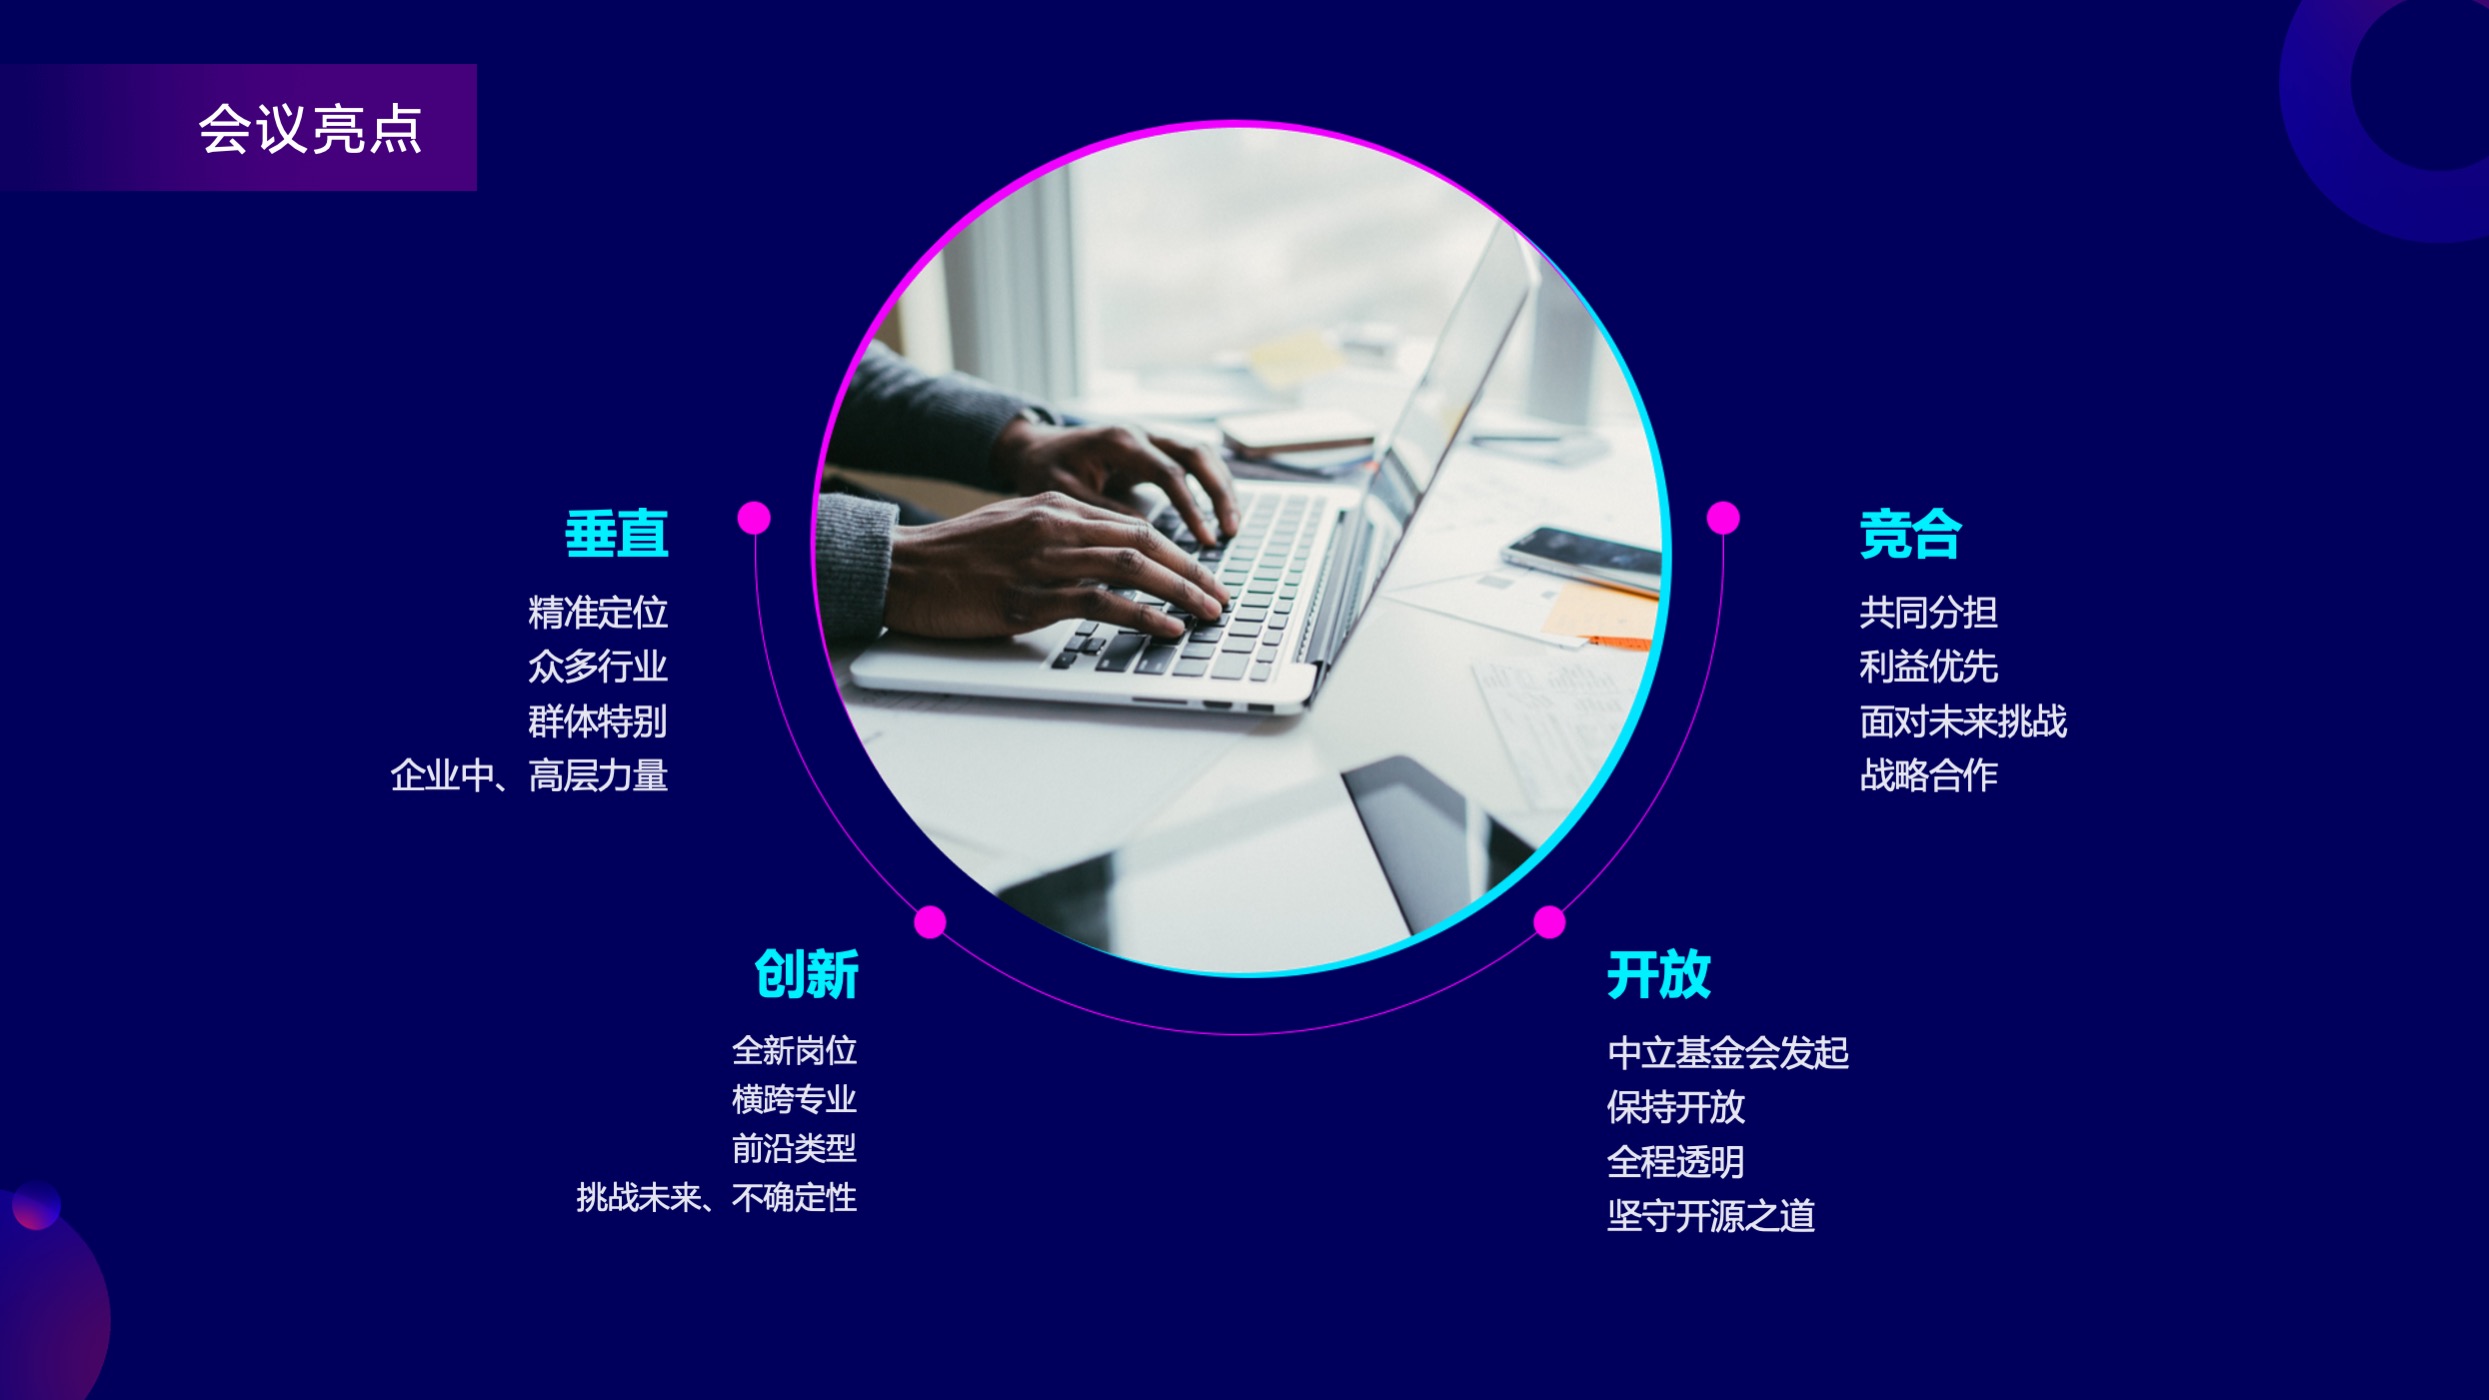 会议亮点
垂直
精准定位
众多行业
群体特别
企业中、高层力量
创新
全新岗位
横跨专业
前沿类型
挑战未来、不确定性
开放
中立基金会发起
保持开放
全程透明
坚守开源之道
竞合
共同分担
利益优先
面对未来挑战
战略合作